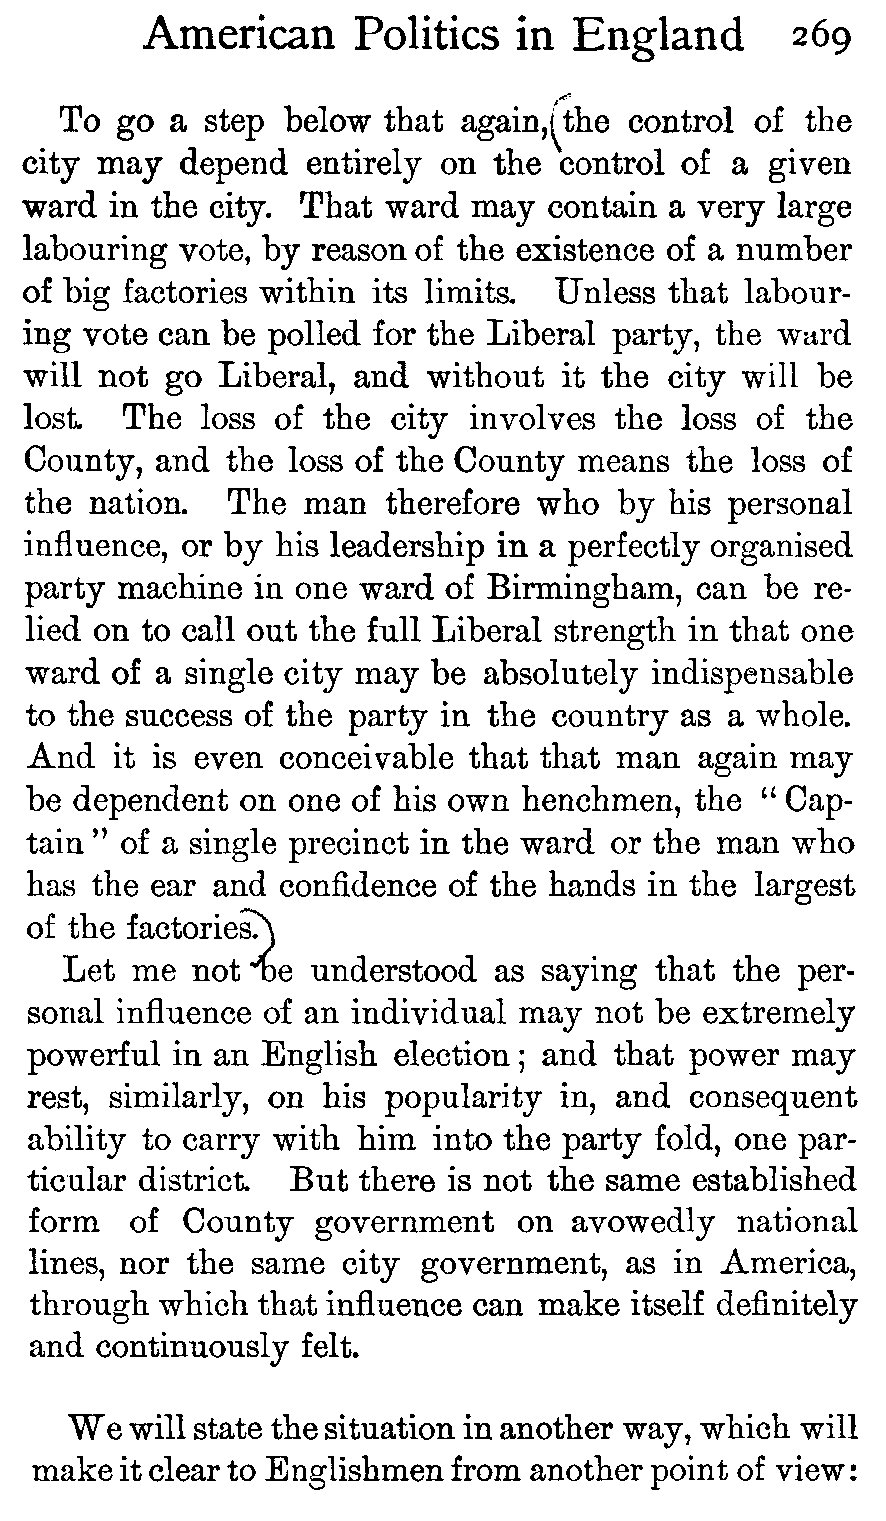 American Politics in England 269
To go a step below that again, (the control of the
city may depend entirely on the control of a given
ward in the city. That ward may contain a very large
labouring vote, by reason of the existence of a number
of big factories within its limits. Unless that labour-
ing vote can be polled for the Liberal party, the ward
will not go Liberal, and without it the city will be
lost. The loss of the city involves the loss of the
County, and the loss of the County means the loss of
the nation. The man therefore who by his personal
influence, or by his leadership in a perfectly organised
party machine in one ward of Birmingham, can be re-
lied on to call out the full Liberal strength in that one
ward of a single city may be absolutely indispensable
to the success of the party in the country as a whole.
And it is even conceivable that that man again may
be dependent on one of his own henchmen, the "Cap-
tain" of a single precinct in the ward or the man who
has the ear and confidence of the hands in the largest
of the factories.)
Let me not be understood as saying that the per-
sonal influence of an individual may not be extremely
powerful in an English election; and that power may
rest, similarly, on his popularity in, and consequent
ability to carry with him into the party fold, one par-
ticular district. But there is not the same established
form of County government on avowedly national
lines, nor the same city government, as in America,
through which that influence can make itself definitely
and continuously felt.
We will state the situation in another way, which will
make it clear to Englishmen from another point of view: